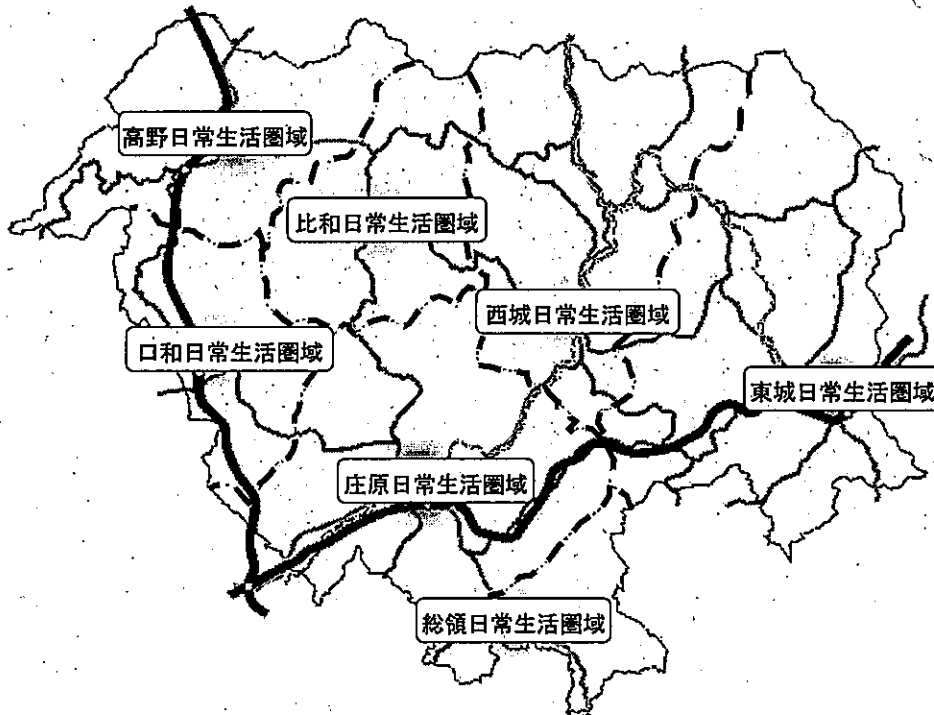 高野日常生活圏域
比和日常生活圏域
西城日常生活圏域
口和日常生活圏域
東城日常生活圏域
庄原日常生活圏域
総領日常生活圏域